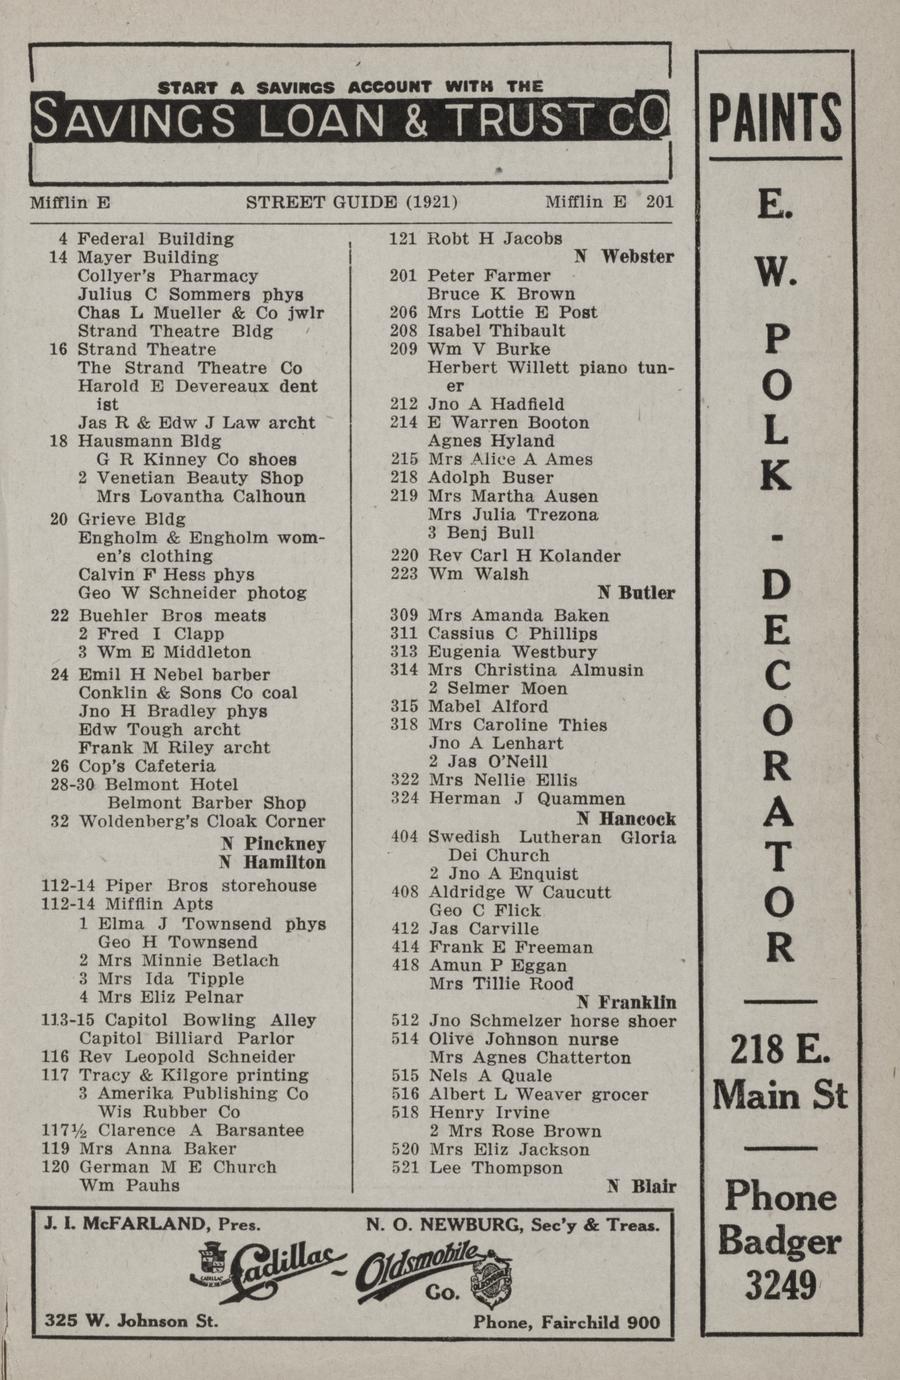 START A SAVINGS ACCOUNT WITH THE
SAVINGS LOAN & TRUST CO
Mifflin E STREET GUIDE (1921) Mifflin E 201
4 Federal Building
14 Mayer Building
Collyer's Pharmacy
Julius C Sommers phys
Chas L Mueller & Co jwlr
Strand Theatre Bldg
16 Strand Theatre
The Strand Theatre Co
Harold E Devereaux dent
ist
Jas R & Edw J Law archt
18 Hausmann Bldg
G R Kinney Co shoes
2 Venetian Beauty Shop
Mrs Lovantha Calhoun
20 Grieve Bldg
Engholm & Engholm wom-
en's clothing
Calvin F Hess phys
Geo W Schneider photog
22 Buehler Bros meats
2 Fred I Clapp
3 Wm E Middleton
24 Emil H Nebel barber
Conklin & Sons Co coal
Jno H Bradley phys
Edw Tough archt
Frank M Riley archt
26 Cop's Cafeteria
28-30 Belmont Hotel
Belmont Barber Shop
32 Woldenberg's Cloak Corner
N Pinckney
N Hamilton
112-14 Piper Bros storehouse
112-14 Mifflin Apts
1 Elma J Townsend phys
Geo H Townsend
2 Mrs Minnie Betlach
3 Mrs Ida Tipple
4 Mrs Eliz Pelnar
113-15 Capitol Bowling Alley
Capitol Billiard Parlor
116 Rev Leopold Schneider
117 Tracy & Kilgore printing
3 Amerika Publishing Co
Wis Rubber Co
117½ Clarence A Barsantee
119 Mrs Anna Baker
120 German M E Church
Wm Pauhs
121 Robt H Jacobs
N Webster
201 Peter Farmer
Bruce K Brown
206 Mrs Lottie E Post
208 Isabel Thibault
209 Wm V Burke
Herbert Willett piano tun-
er
212 Jno A Hadfield
214 E Warren Booton
Agnes Hyland
215 Mrs Alice A Ames
218 Adolph Buser
219 Mrs Martha Ausen
Mrs Julia Trezona
3 Benj Bull
220 Rev Carl H Kolander
223 Wm Walsh
N Butler
309 Mrs Amanda Baken
311 Cassius C Phillips
313 Eugenia Westbury
314 Mrs Christina Almusin
2 Selmer Moen
315 Mabel Alford
318 Mrs Caroline Thies
Jno A Lenhart
2 Jas O'Neill
322 Mrs Nellie Ellis
324 Herman J Quammen
N Hancock
404 Swedish Lutheran Gloria
Dei Church
2 Jno A Enquist
408 Aldridge W Caucutt
Geo C Flick
412 Jas Carville
414 Frank E Freeman
418 Amun P Eggan
Mrs Tillie Rood
N Franklin
512 Jno Schmelzer horse shoer
514 Olive Johnson nurse
Mrs Agnes Chatterton
515 Nels A Quale
516 Albert L Weaver grocer
518 Henry Irvine
2 Mrs Rose Brown
520 Mrs Eliz Jackson
521 Lee Thompson
N Blair
J. I. McFARLAND, Pres. N. O. NEWBURG, Sec'y & Treas.
Cadillac ~ Oldsmobile
Co.
325 W. Johnson St. Phone, Fairchild 900
PAINTS
E.
W.
P
O
L
K
-
D
E
C
O
R
A
T
O
R
218 E.
Main St
Phone
Badger
3249